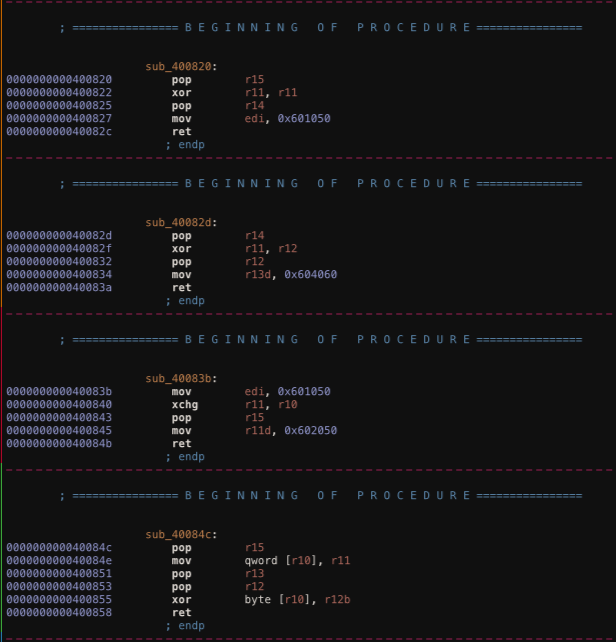 ; ================ B E G I N N I N G   O F   P R O C E D U R E ================
sub_400820:
0000000000400820 pop r15
0000000000400822 xor r11, r11
0000000000400825 pop r14
0000000000400827 mov edi, 0x601050
000000000040082c ret
; endp
; ================ B E G I N N I N G   O F   P R O C E D U R E ================
sub_40082d:
000000000040082d pop r14
000000000040082f xor r11, r12
0000000000400832 pop r12
0000000000400834 mov r13d, 0x604060
000000000040083a ret
; endp
; ================ B E G I N N I N G   O F   P R O C E D U R E ================
sub_40083b:
000000000040083b mov edi, 0x601050
0000000000400840 xchg r11, r10
0000000000400843 pop r15
0000000000400845 mov r11d, 0x602050
000000000040084b ret
; endp
; ================ B E G I N N I N G   O F   P R O C E D U R E ================
sub_40084c:
000000000040084c pop r15
000000000040084e mov qword [r10], r11
0000000000400851 pop r13
0000000000400853 pop r12
0000000000400855 xor byte [r10], r12b
0000000000400858 ret
; endp